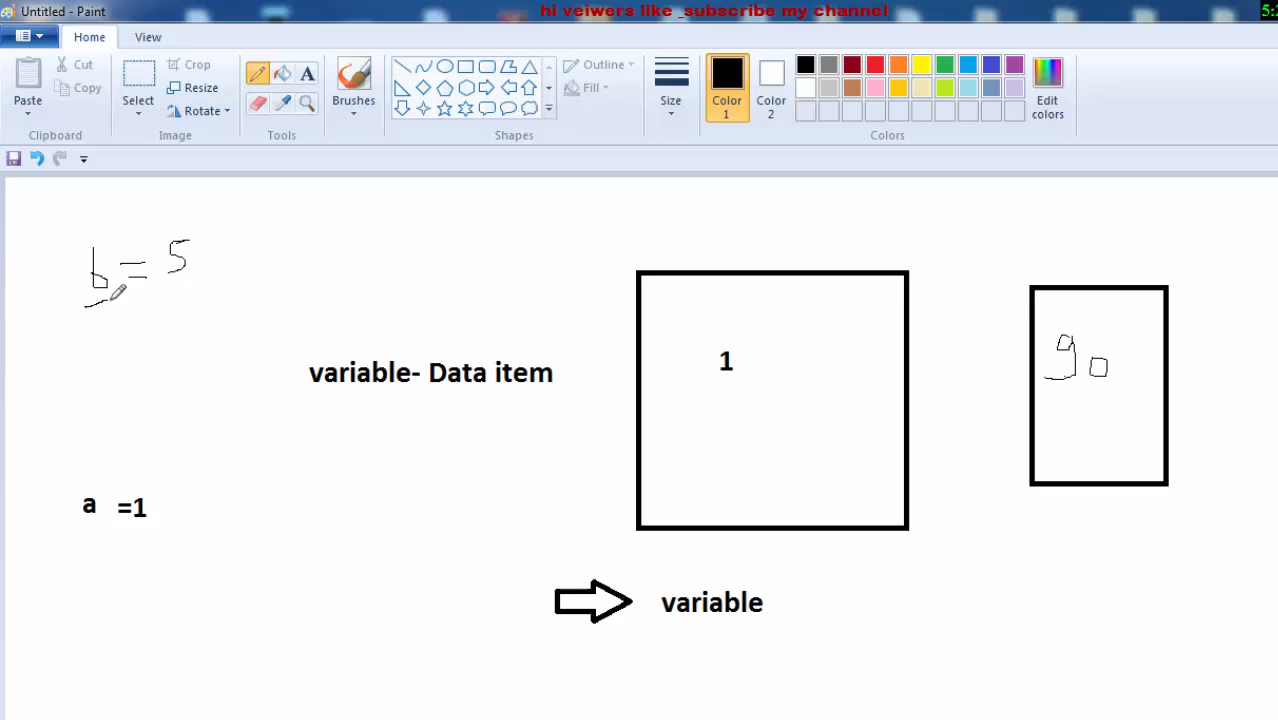 Untitled - Paint
hi veiwers like _subscribe my channel
Home View
Paste
Cut
Copy
Clipboard
Select
Crop
Resize
Rotate
Image
Tools
Brushes
Shapes
Outline
Fill
Size
Color 1
Color 2
Edit colors
Colors
b = 5
variable- Data item
1
90
a =1
variable